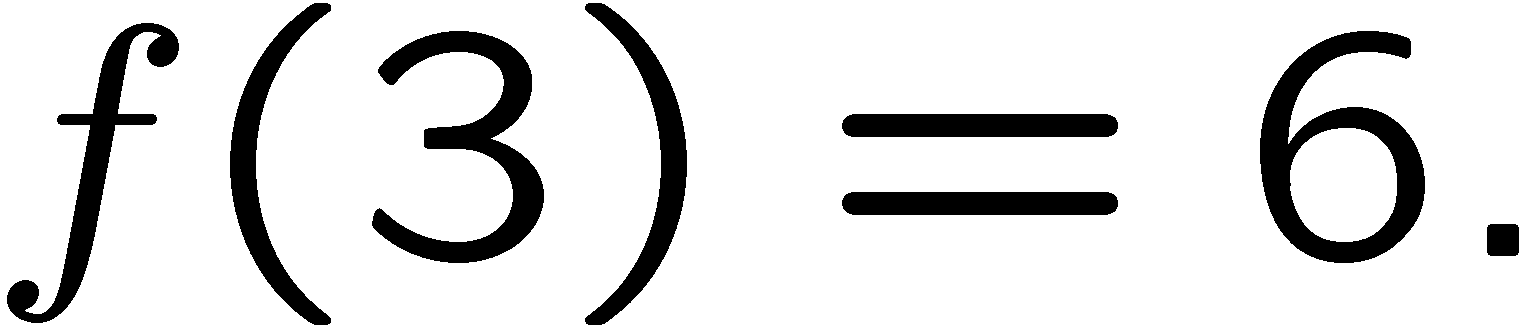 f(3) = 6.